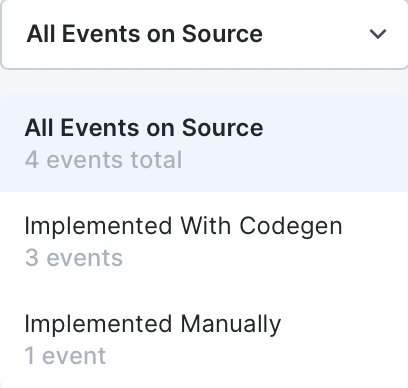 All Events on Source
All Events on Source
4 events total
Implemented With Codegen
3 events
Implemented Manually
1 event